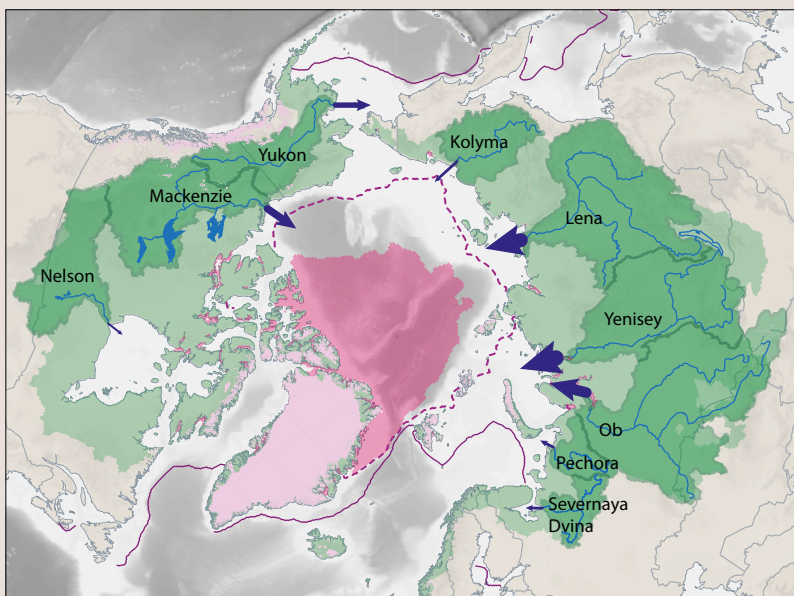 Yukon
Kolyma
Mackenzie
Lena
Nelson
Yenisey
Ob
Pechora
Severnaya
Dvina